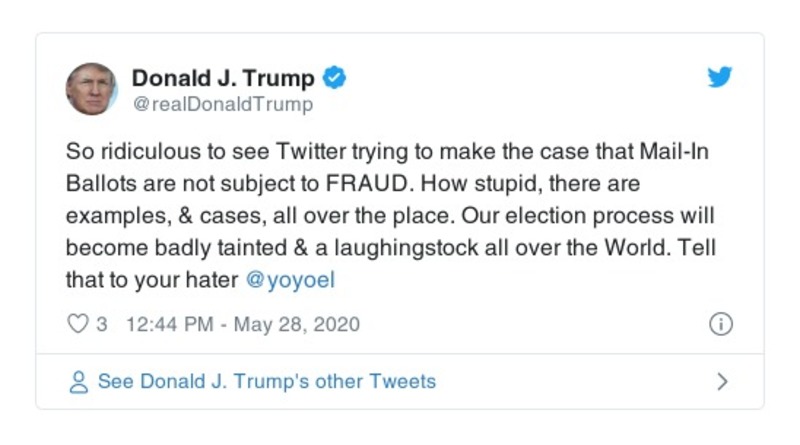 Donald J. Trump
@realDonaldTrump
So ridiculous to see Twitter trying to make the case that Mail-In
Ballots are not subject to FRAUD. How stupid, there are
examples, & cases, all over the place. Our election process will
become badly tainted & a laughingstock all over the World. Tell
that to your hater @yoyoel
3 12:44 PM - May 28, 2020
See Donald J. Trump's other Tweets